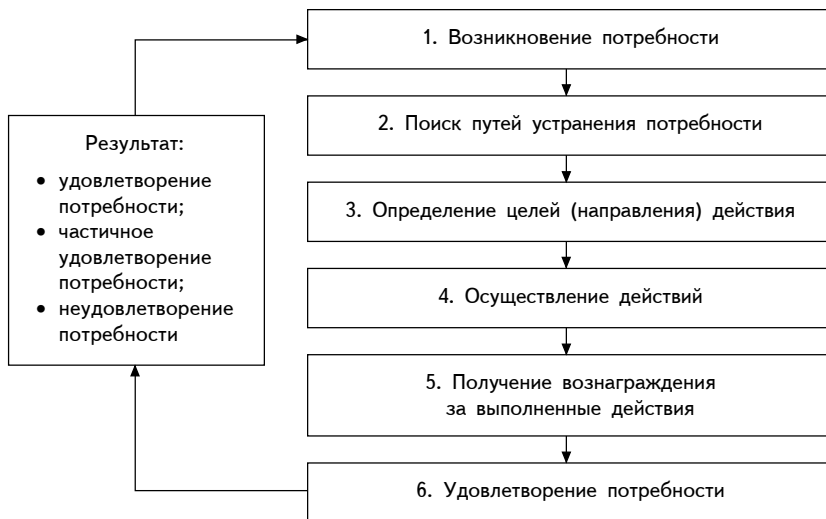 1. Возникновение потребности
2. Поиск путей устранения потребности
3. Определение целей (направления) действия
4. Осуществление действий
5. Получение вознаграждения
за выполненные действия
6. Удовлетворение потребности
Результат:
• удовлетворение
потребности;
• частичное
удовлетворение
потребности;
• неудовлетворение
потребности